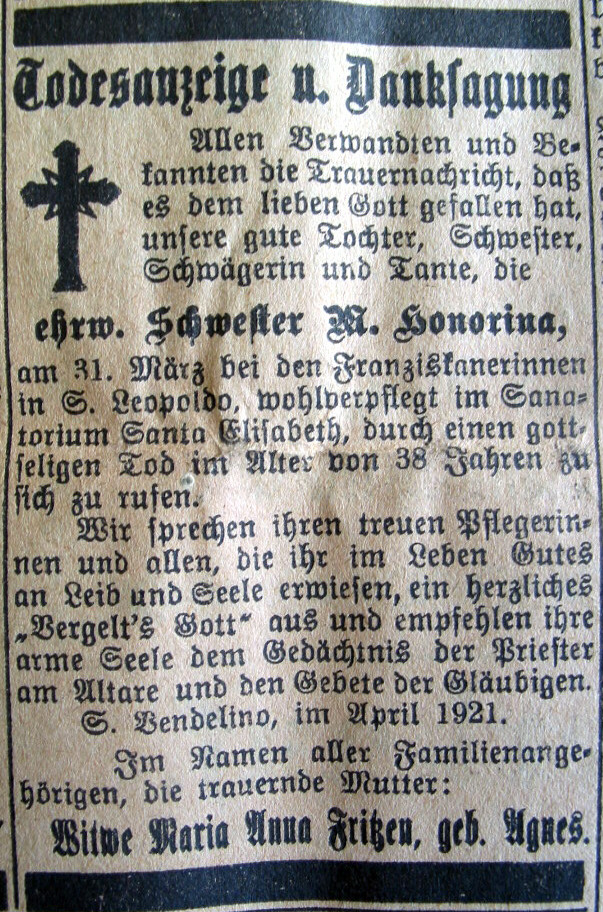 Todesanzeige u. Danksagung
Allen Verwandten und Be-
kannten die Trauernachricht, daß
es dem lieben Gott gefallen hat,
unsere gute Tochter, Schwester,
Schwägerin und Tante, die
ehrw. Schwester M. Honorina,
am 31. März bei den Franziskanerinnen
in S. Leopoldo, wohlverpflegt im Sana-
torium Santa Elisabeth, durch einen gott-
seligen Tod im Alter von 38 Jahren zu
sich zu rufen.
Wir sprechen ihren treuen Pflegerin-
nen und allen, die ihr im Leben Gutes
an Leib und Seele erwiesen, ein herzliches
„Vergelt's Gott“ aus und empfehlen ihre
arme Seele dem Gedächtnis der Priester
am Altare und den Gebete der Gläubigen.
S. Vendelino, im April 1921.
Im Namen aller Familienange-
hörigen, die trauernde Mutter:
Witwe Maria Anna Fritzen, geb. Agnes.